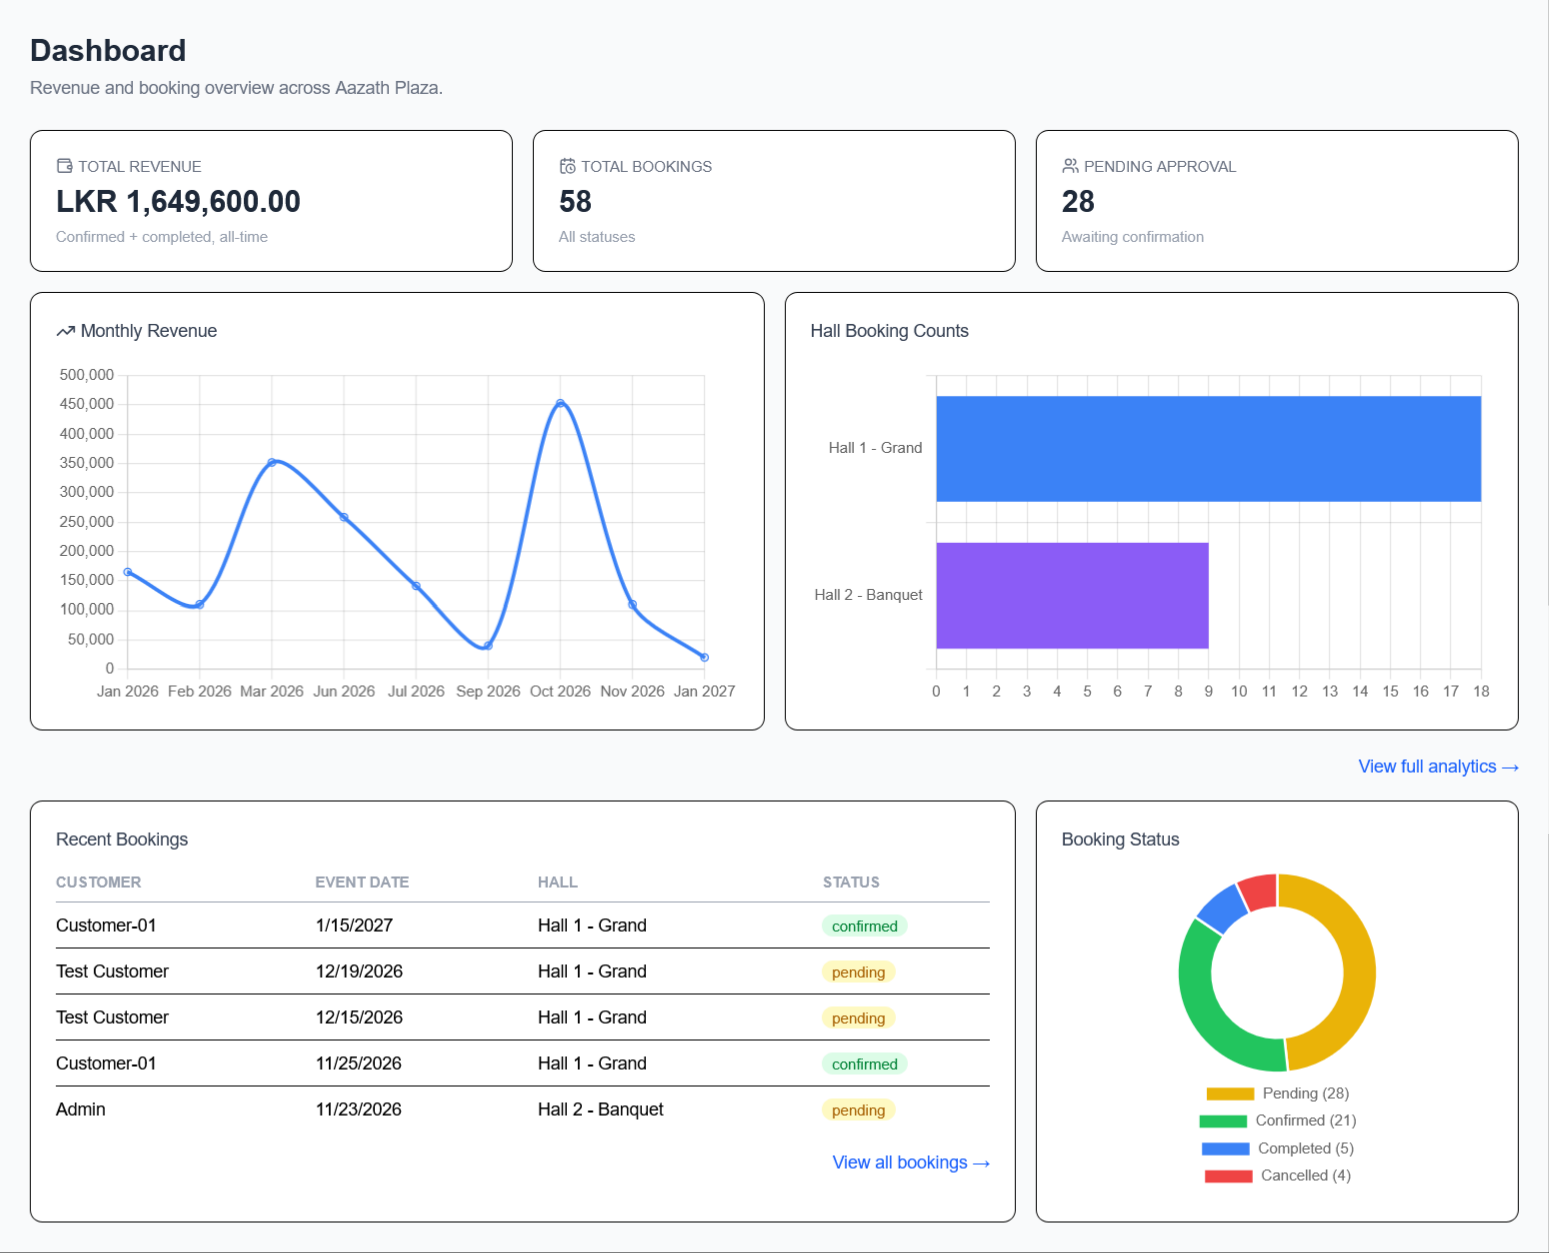 Dashboard
Revenue and booking overview across Aazath Plaza.
TOTAL REVENUE
LKR 1,649,600.00
Confirmed + completed, all-time
TOTAL BOOKINGS
58
All statuses
PENDING APPROVAL
28
Awaiting confirmation
Monthly Revenue
500,000
450,000
400,000
350,000
300,000
250,000
200,000
150,000
100,000
50,000
0
Jan 2026 Feb 2026 Mar 2026 Jun 2026 Jul 2026 Sep 2026 Oct 2026 Nov 2026 Jan 2027
Hall Booking Counts
Hall 1 - Grand
Hall 2 - Banquet
0 1 2 3 4 5 6 7 8 9 10 11 12 13 14 15 16 17 18
View full analytics →
Recent Bookings
CUSTOMER EVENT DATE HALL STATUS
Customer-01 1/15/2027 Hall 1 - Grand confirmed
Test Customer 12/19/2026 Hall 1 - Grand pending
Test Customer 12/15/2026 Hall 1 - Grand pending
Customer-01 11/25/2026 Hall 1 - Grand confirmed
Admin 11/23/2026 Hall 2 - Banquet pending
View all bookings →
Booking Status
Pending (28)
Confirmed (21)
Completed (5)
Cancelled (4)